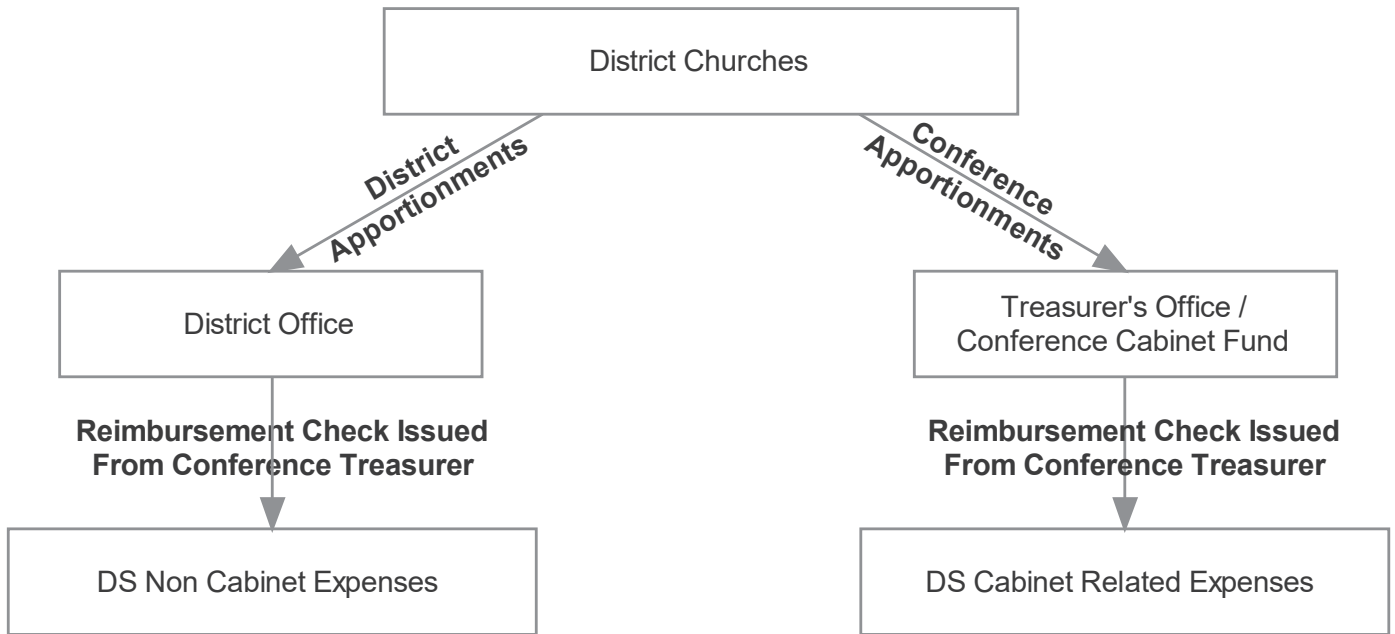 District Churches
District
Apportionments
Conference
Apportionments
District Office
Treasurer's Office /
Conference Cabinet Fund
Reimbursement Check Issued
From Conference Treasurer
Reimbursement Check Issued
From Conference Treasurer
DS Non Cabinet Expenses
DS Cabinet Related Expenses